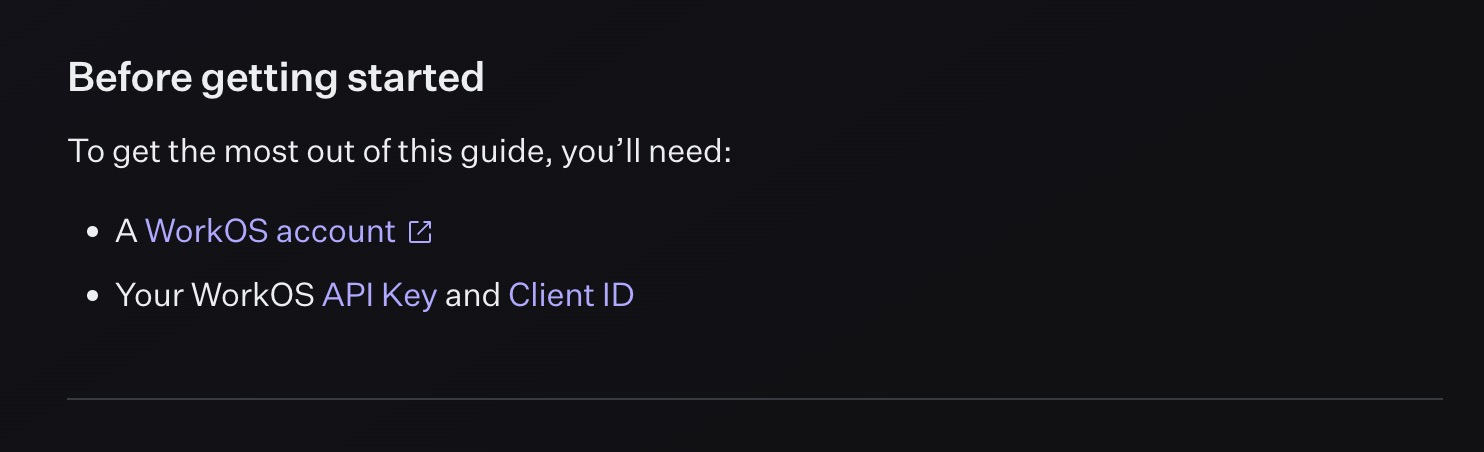 Before getting started
To get the most out of this guide, you’ll need:
• A WorkOS account
• Your WorkOS API Key and Client ID